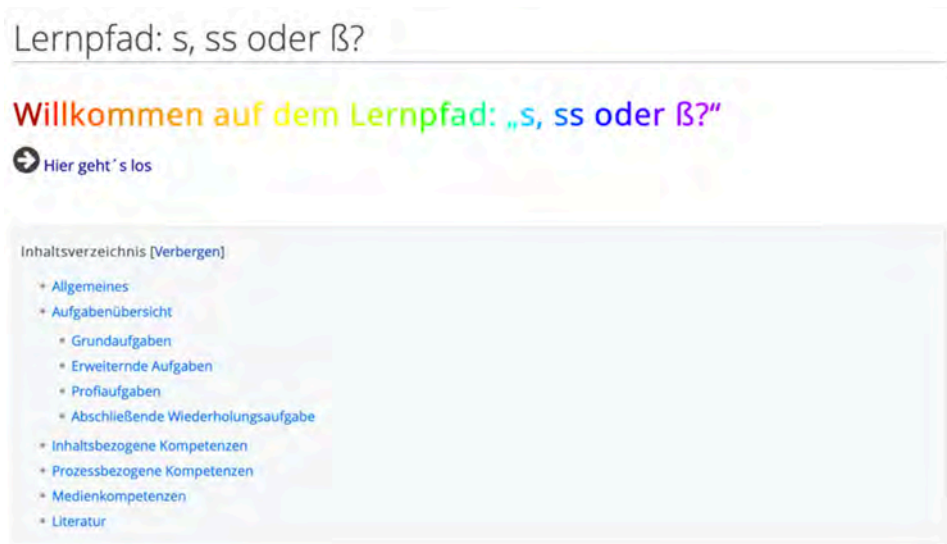 Lernpfad: s, ss oder ß?
Willkommen auf dem Lernpfad: „s, ss oder ß?“
Hier geht´s los
Inhaltsverzeichnis [Verbergen]
Allgemeines
Aufgabenübersicht
Grundaufgaben
Erweiternde Aufgaben
Profiaufgaben
Abschließende Wiederholungsaufgabe
Inhaltsbezogene Kompetenzen
Prozessbezogene Kompetenzen
Medienkompetenzen
Literatur